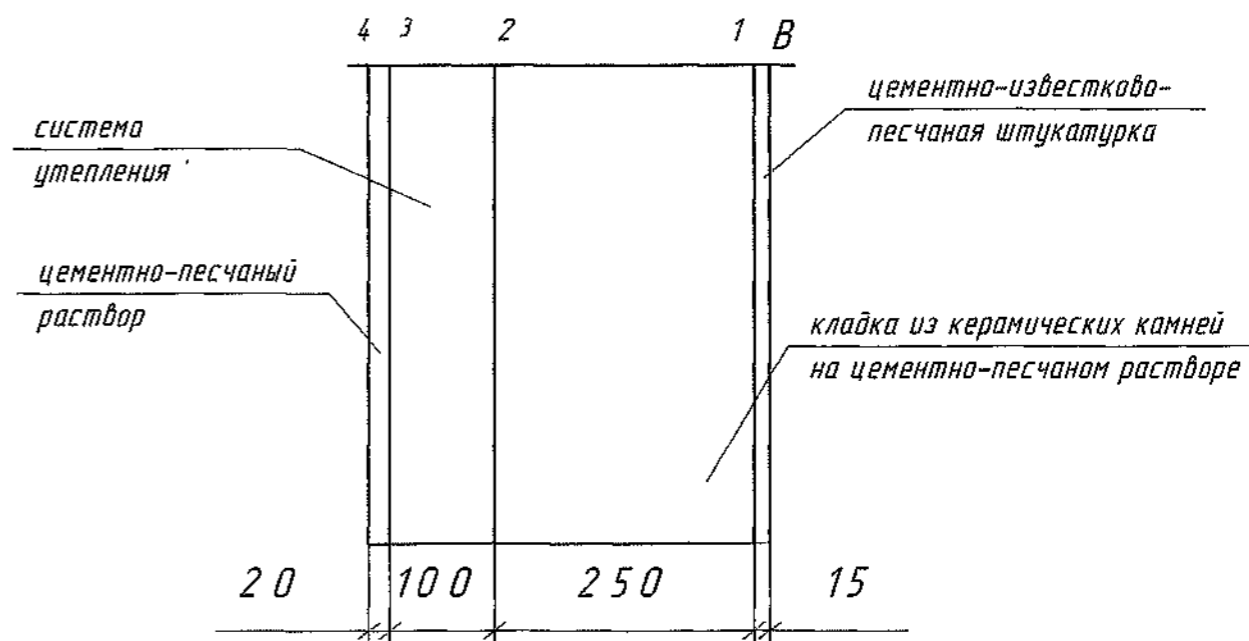 4 3 2 1 В
система
утепления
цементно-песчаный
раствор
цементно-известково-
песчаная штукатурка
кладка из керамических камней
на цементно-песчаном растворе
20 100 250 15